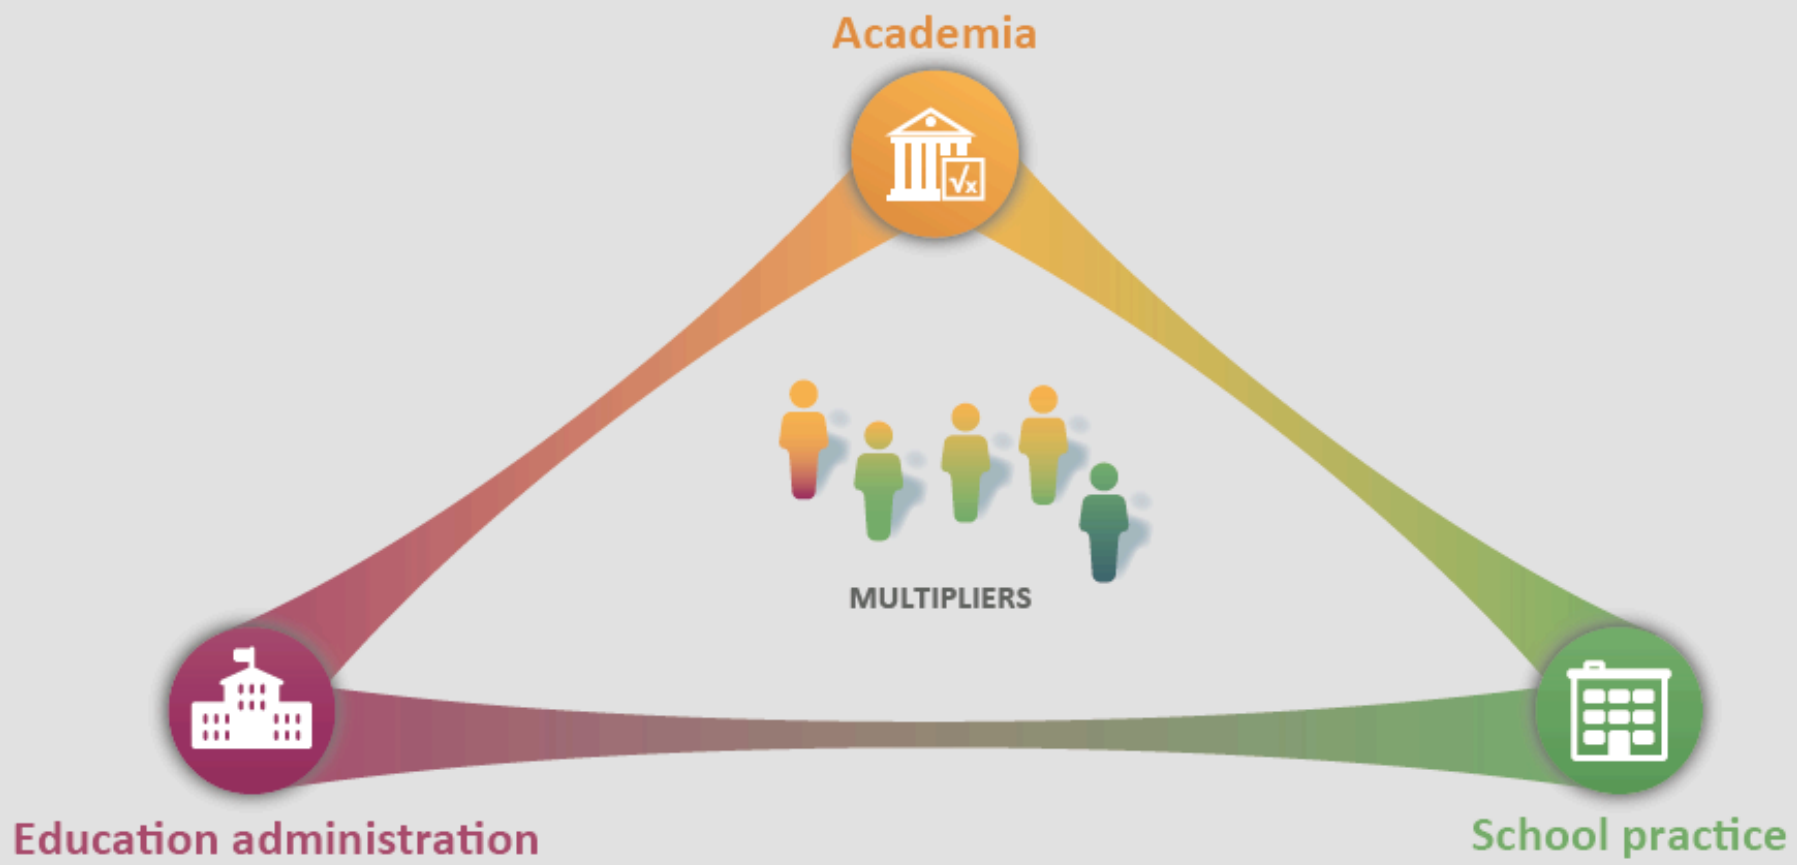 Academia
√x
MULTIPLIERS
Education administration
School practice